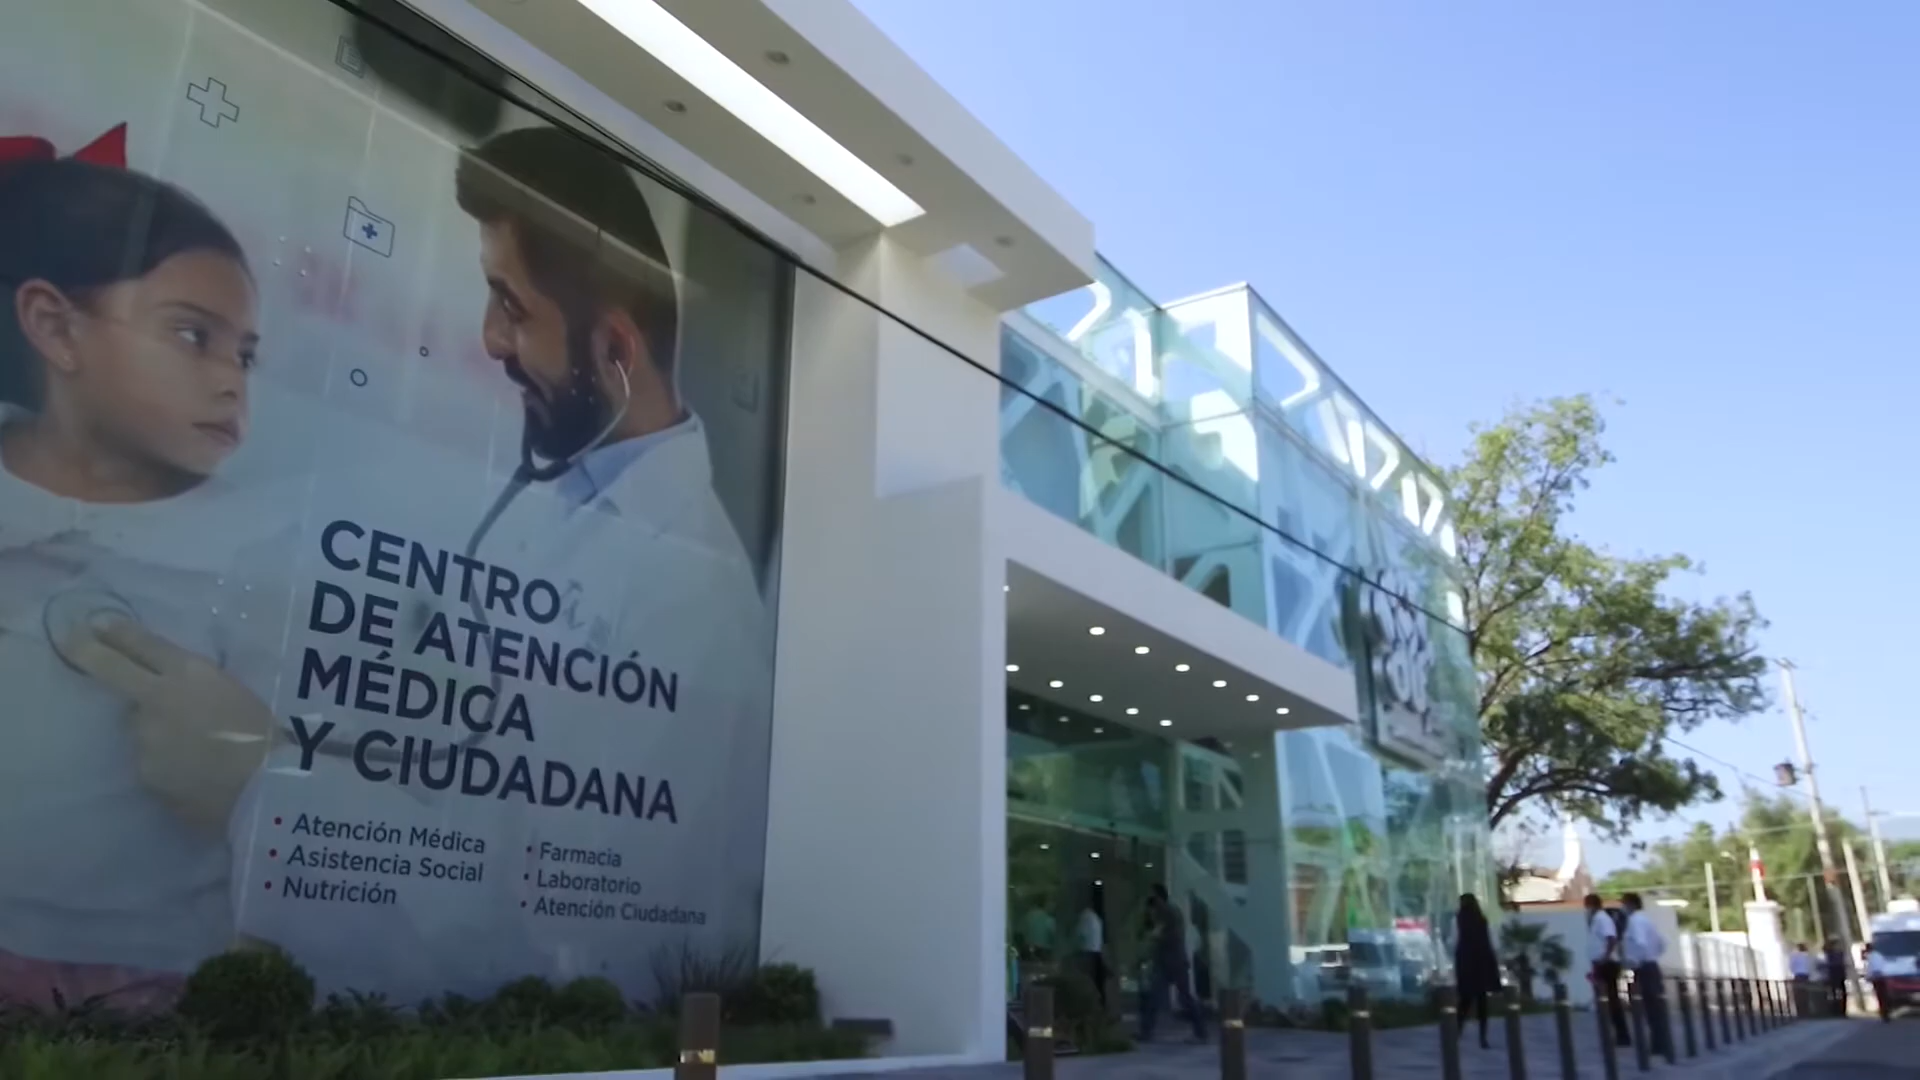 CENTRO
DE ATENCIÓN
MÉDICA
Y CIUDADANA
• Atención Médica
• Asistencia Social
• Nutrición
• Farmacia
• Laboratorio
• Atención Ciudadana